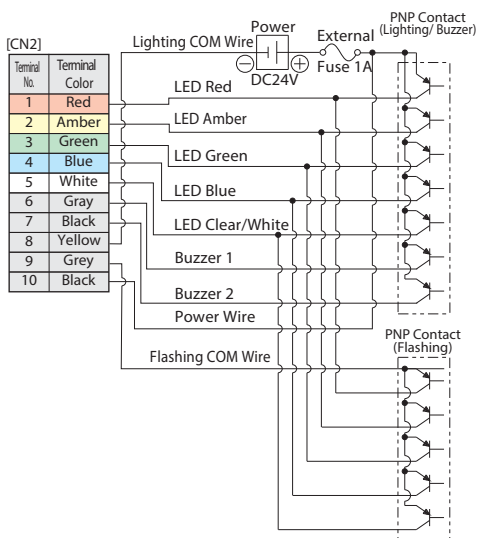 [CN2]
Terminal No.
Terminal Color
1 Red
2 Amber
3 Green
4 Blue
5 White
6 Gray
7 Black
8 Yellow
9 Grey
10 Black
Lighting COM Wire
Power
DC24V
External
Fuse 1A
PNP Contact
(Lighting/ Buzzer)
LED Red
LED Amber
LED Green
LED Blue
LED Clear/White
Buzzer 1
Buzzer 2
Power Wire
PNP Contact
(Flashing)
Flashing COM Wire